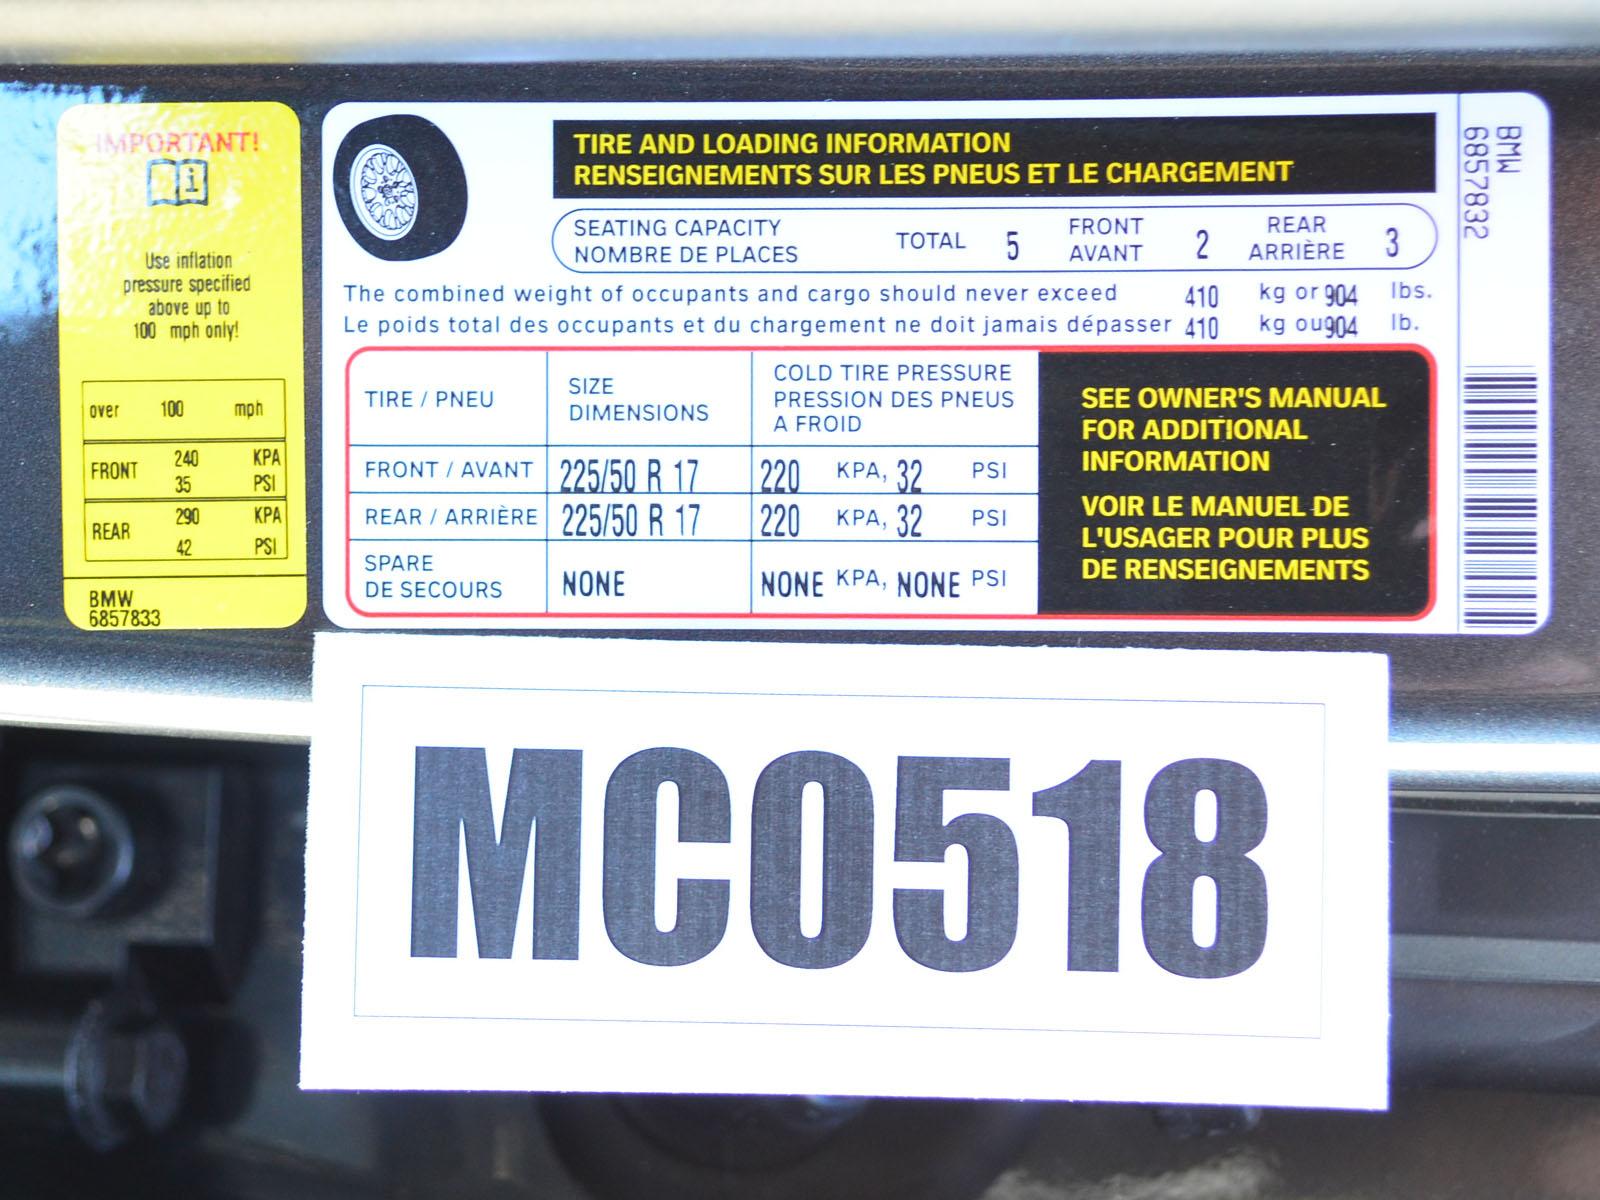 IMPORTANT!
i
Use inflation
pressure specified
above up to
100 mph only!
over 100 mph
FRONT 240 KPA
35 PSI
REAR 290 KPA
42 PSI
BMW
6857833
TIRE AND LOADING INFORMATION
RENSEIGNEMENTS SUR LES PNEUS ET LE CHARGEMENT
SEATING CAPACITY
NOMBRE DE PLACES
TOTAL 5
FRONT
AVANT 2
REAR
ARRIÈRE 3
The combined weight of occupants and cargo should never exceed 410 kg or 904 lbs.
Le poids total des occupants et du chargement ne doit jamais dépasser 410 kg ou 904 lb.
TIRE / PNEU
SIZE
DIMENSIONS
COLD TIRE PRESSURE
PRESSION DES PNEUS
A FROID
FRONT / AVANT 225/50 R 17 220 KPA, 32 PSI
REAR / ARRIÈRE 225/50 R 17 220 KPA, 32 PSI
SPARE
DE SECOURS NONE NONE KPA, NONE PSI
SEE OWNER'S MANUAL
FOR ADDITIONAL
INFORMATION
VOIR LE MANUEL DE
L'USAGER POUR PLUS
DE RENSEIGNEMENTS
BMW
6857832
MC0518